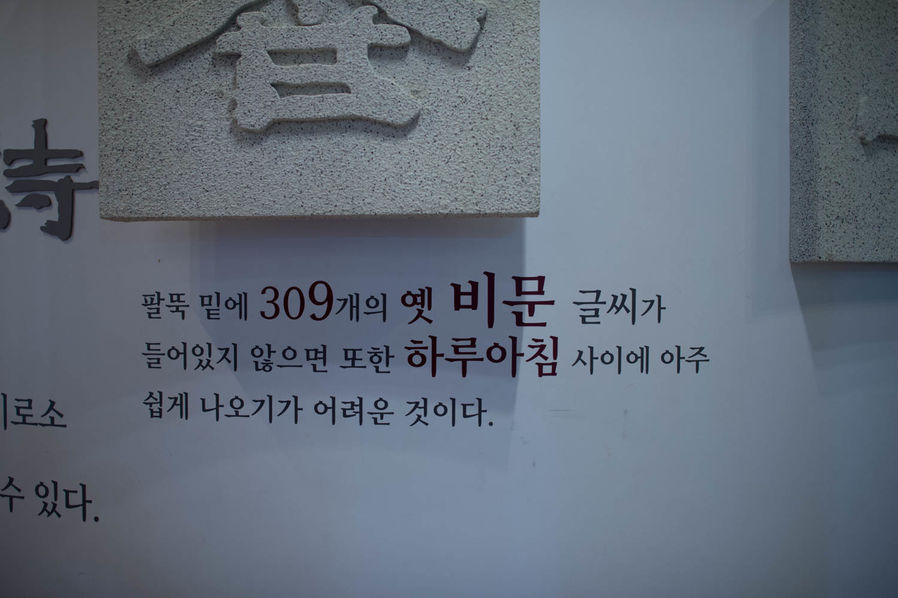 寺
팔뚝 밑에 309개의 옛 비문 글씨가
들어있지 않으면 또한 하루아침 사이에 아주
쉽게 나오기가 어려운 것이다.
로소
수 있다.